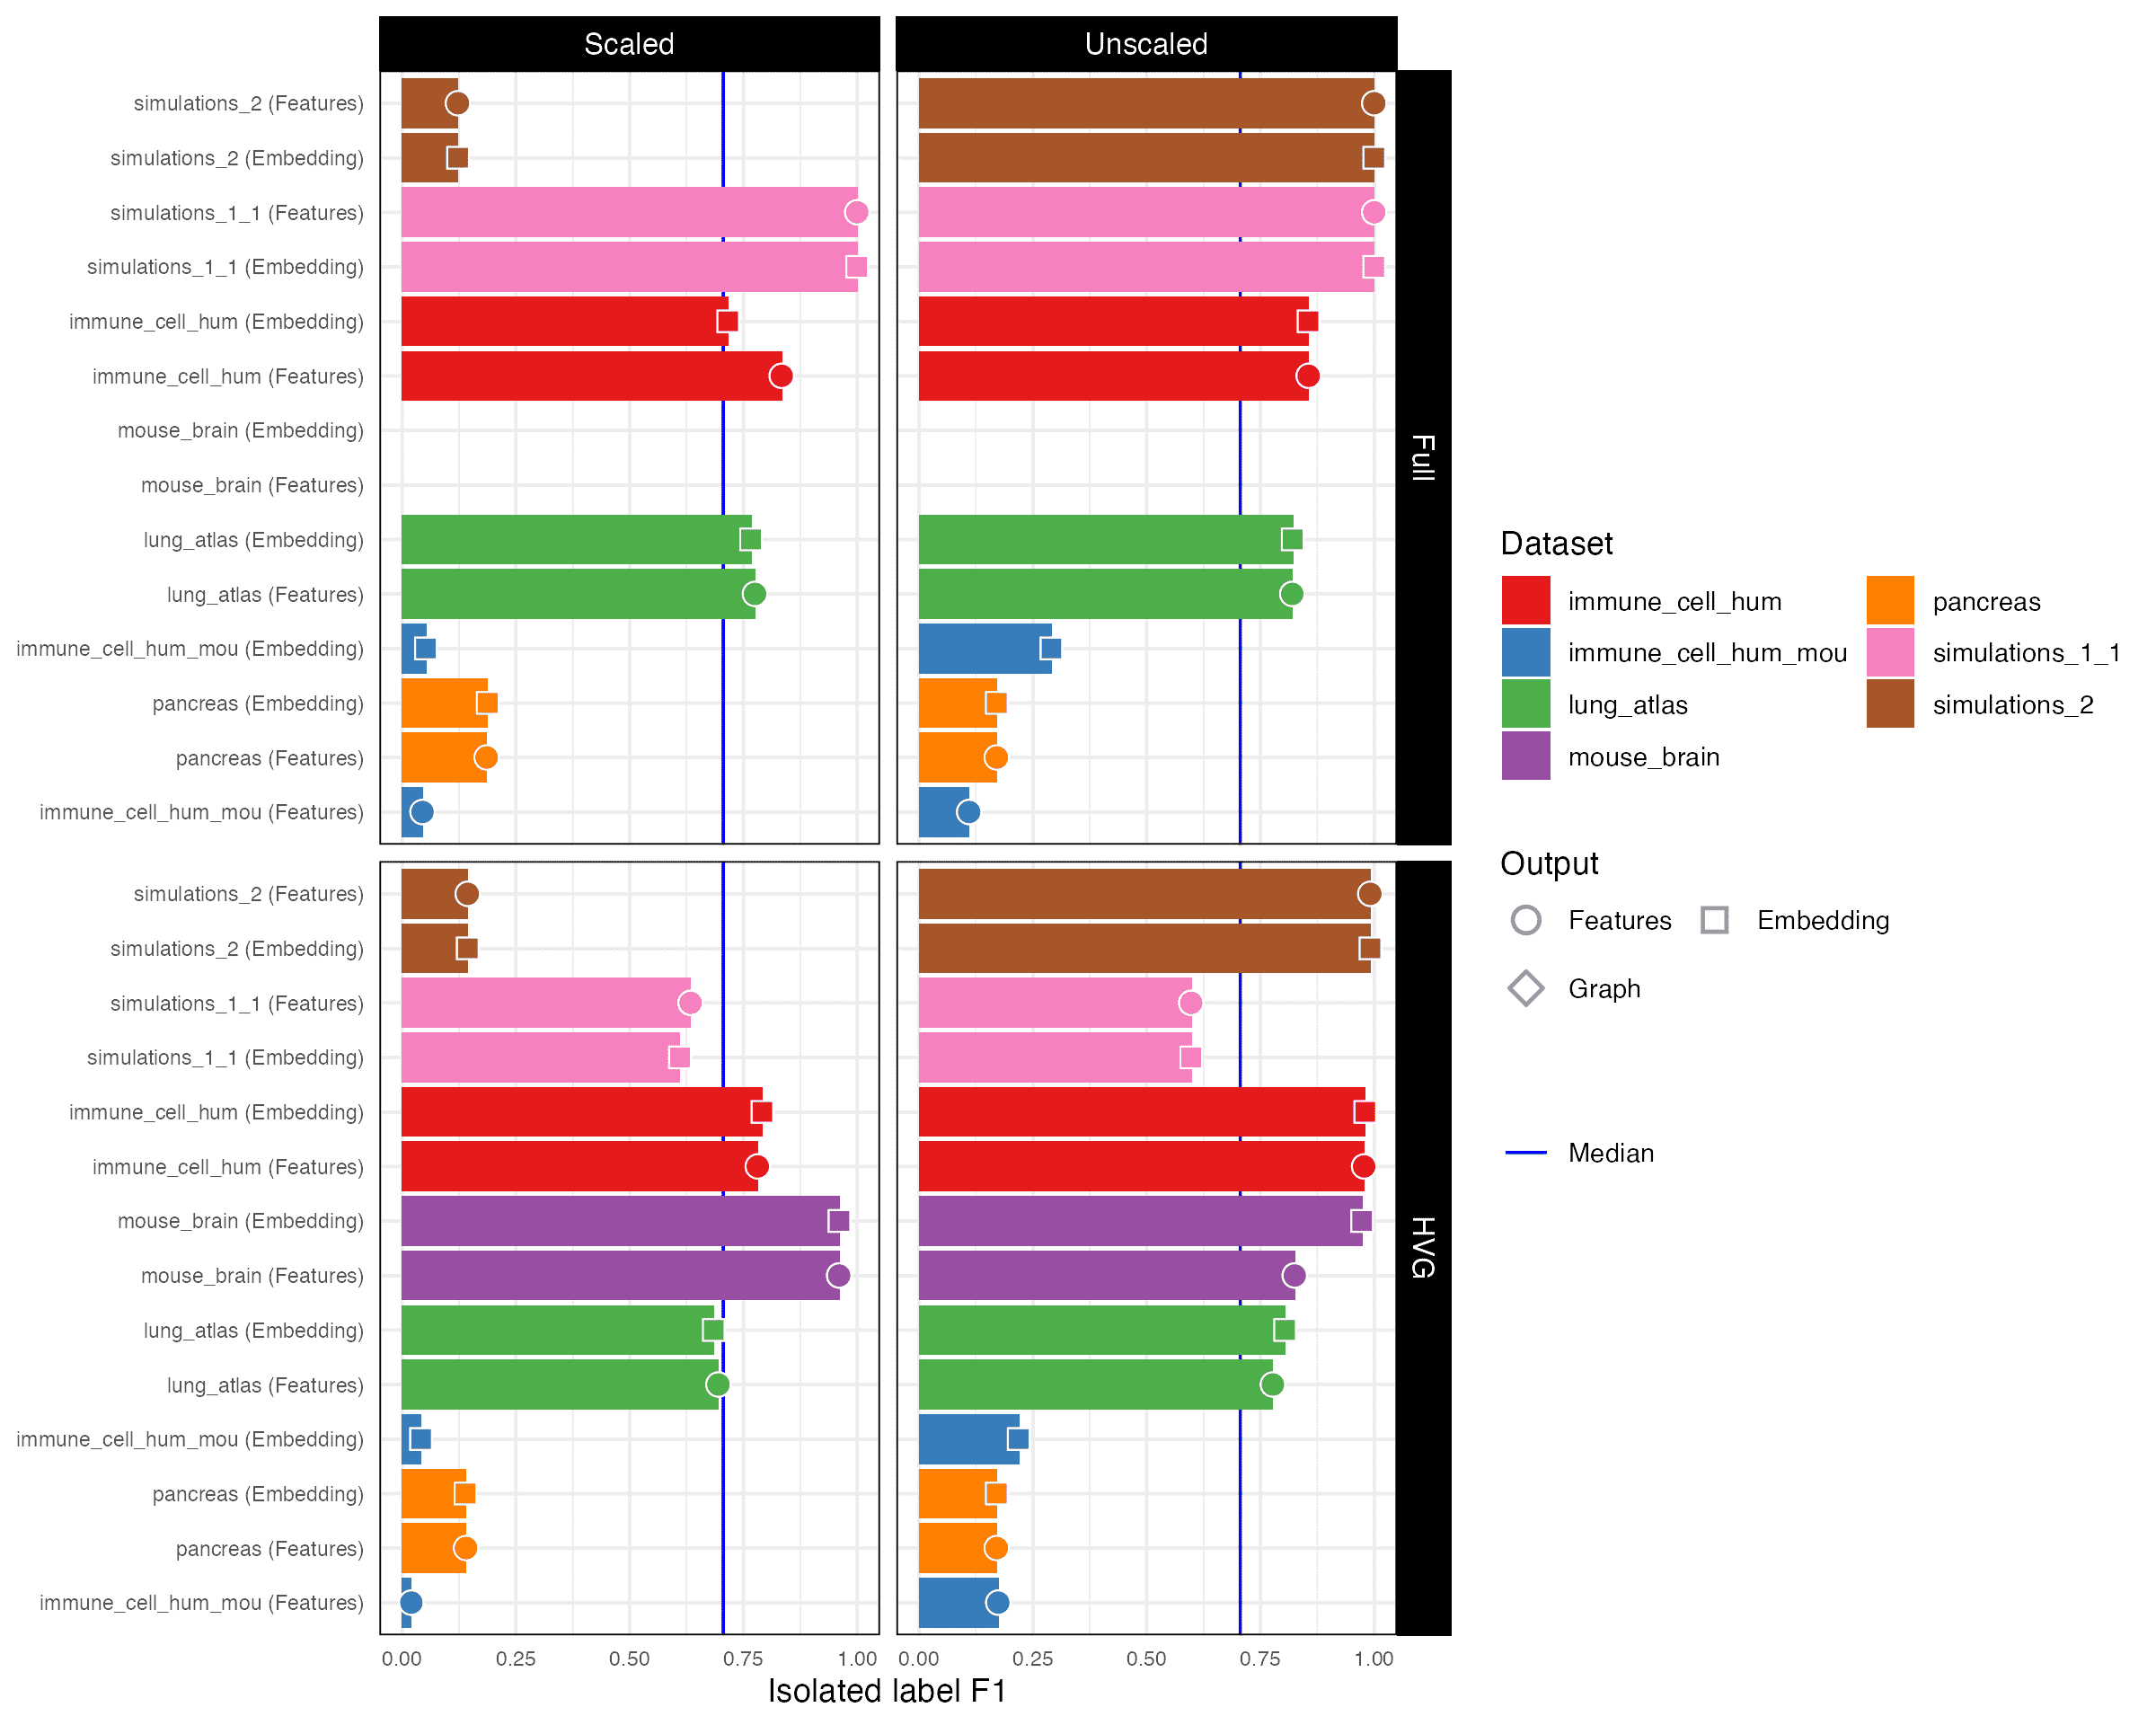 Scaled
Unscaled
simulations_2 (Features)
simulations_2 (Embedding)
simulations_1_1 (Features)
simulations_1_1 (Embedding)
immune_cell_hum (Embedding)
immune_cell_hum (Features)
mouse_brain (Embedding)
mouse_brain (Features)
lung_atlas (Embedding)
lung_atlas (Features)
immune_cell_hum_mou (Embedding)
pancreas (Embedding)
pancreas (Features)
immune_cell_hum_mou (Features)
Full
simulations_2 (Features)
simulations_2 (Embedding)
simulations_1_1 (Features)
simulations_1_1 (Embedding)
immune_cell_hum (Embedding)
immune_cell_hum (Features)
mouse_brain (Embedding)
mouse_brain (Features)
lung_atlas (Embedding)
lung_atlas (Features)
immune_cell_hum_mou (Embedding)
pancreas (Embedding)
pancreas (Features)
immune_cell_hum_mou (Features)
HVG
0.00 0.25 0.50 0.75 1.00 0.00 0.25 0.50 0.75 1.00
Isolated label F1
Dataset
immune_cell_hum pancreas
immune_cell_hum_mou simulations_1_1
lung_atlas simulations_2
mouse_brain
Output
Features Embedding
Graph
Median